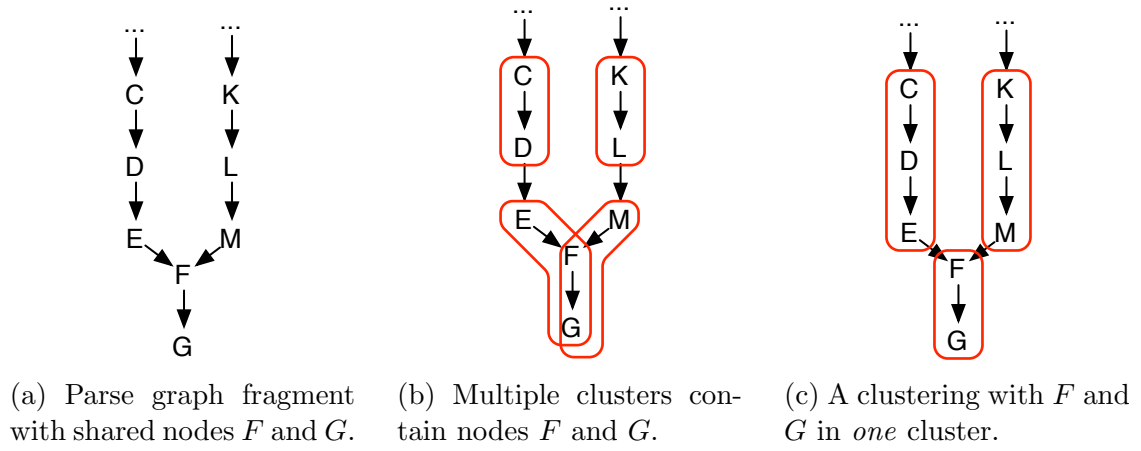 ...
...
C
K
D
L
E
M
F
G
(a) Parse graph fragment
with shared nodes F and G.
...
...
C
K
D
L
E
M
F
G
(b) Multiple clusters con-
tain nodes F and G.
...
...
C
K
D
L
E
M
F
G
(c) A clustering with F and
G in one cluster.